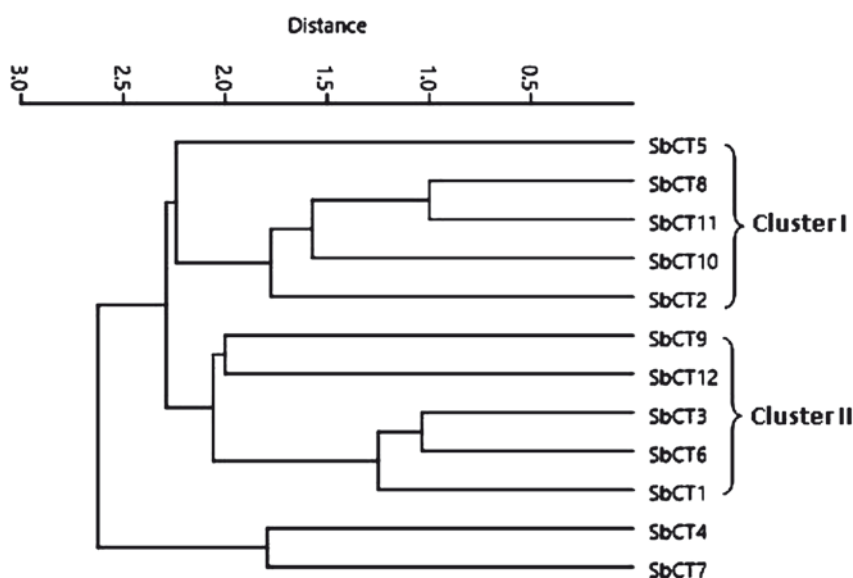 Distance
3.0 2.5 2.0 1.5 1.0 0.5
SbCT5
SbCT8
SbCT11
Cluster I
SbCT10
SbCT2
SbCT9
SbCT12
SbCT3
Cluster II
SbCT6
SbCT1
SbCT4
SbCT7